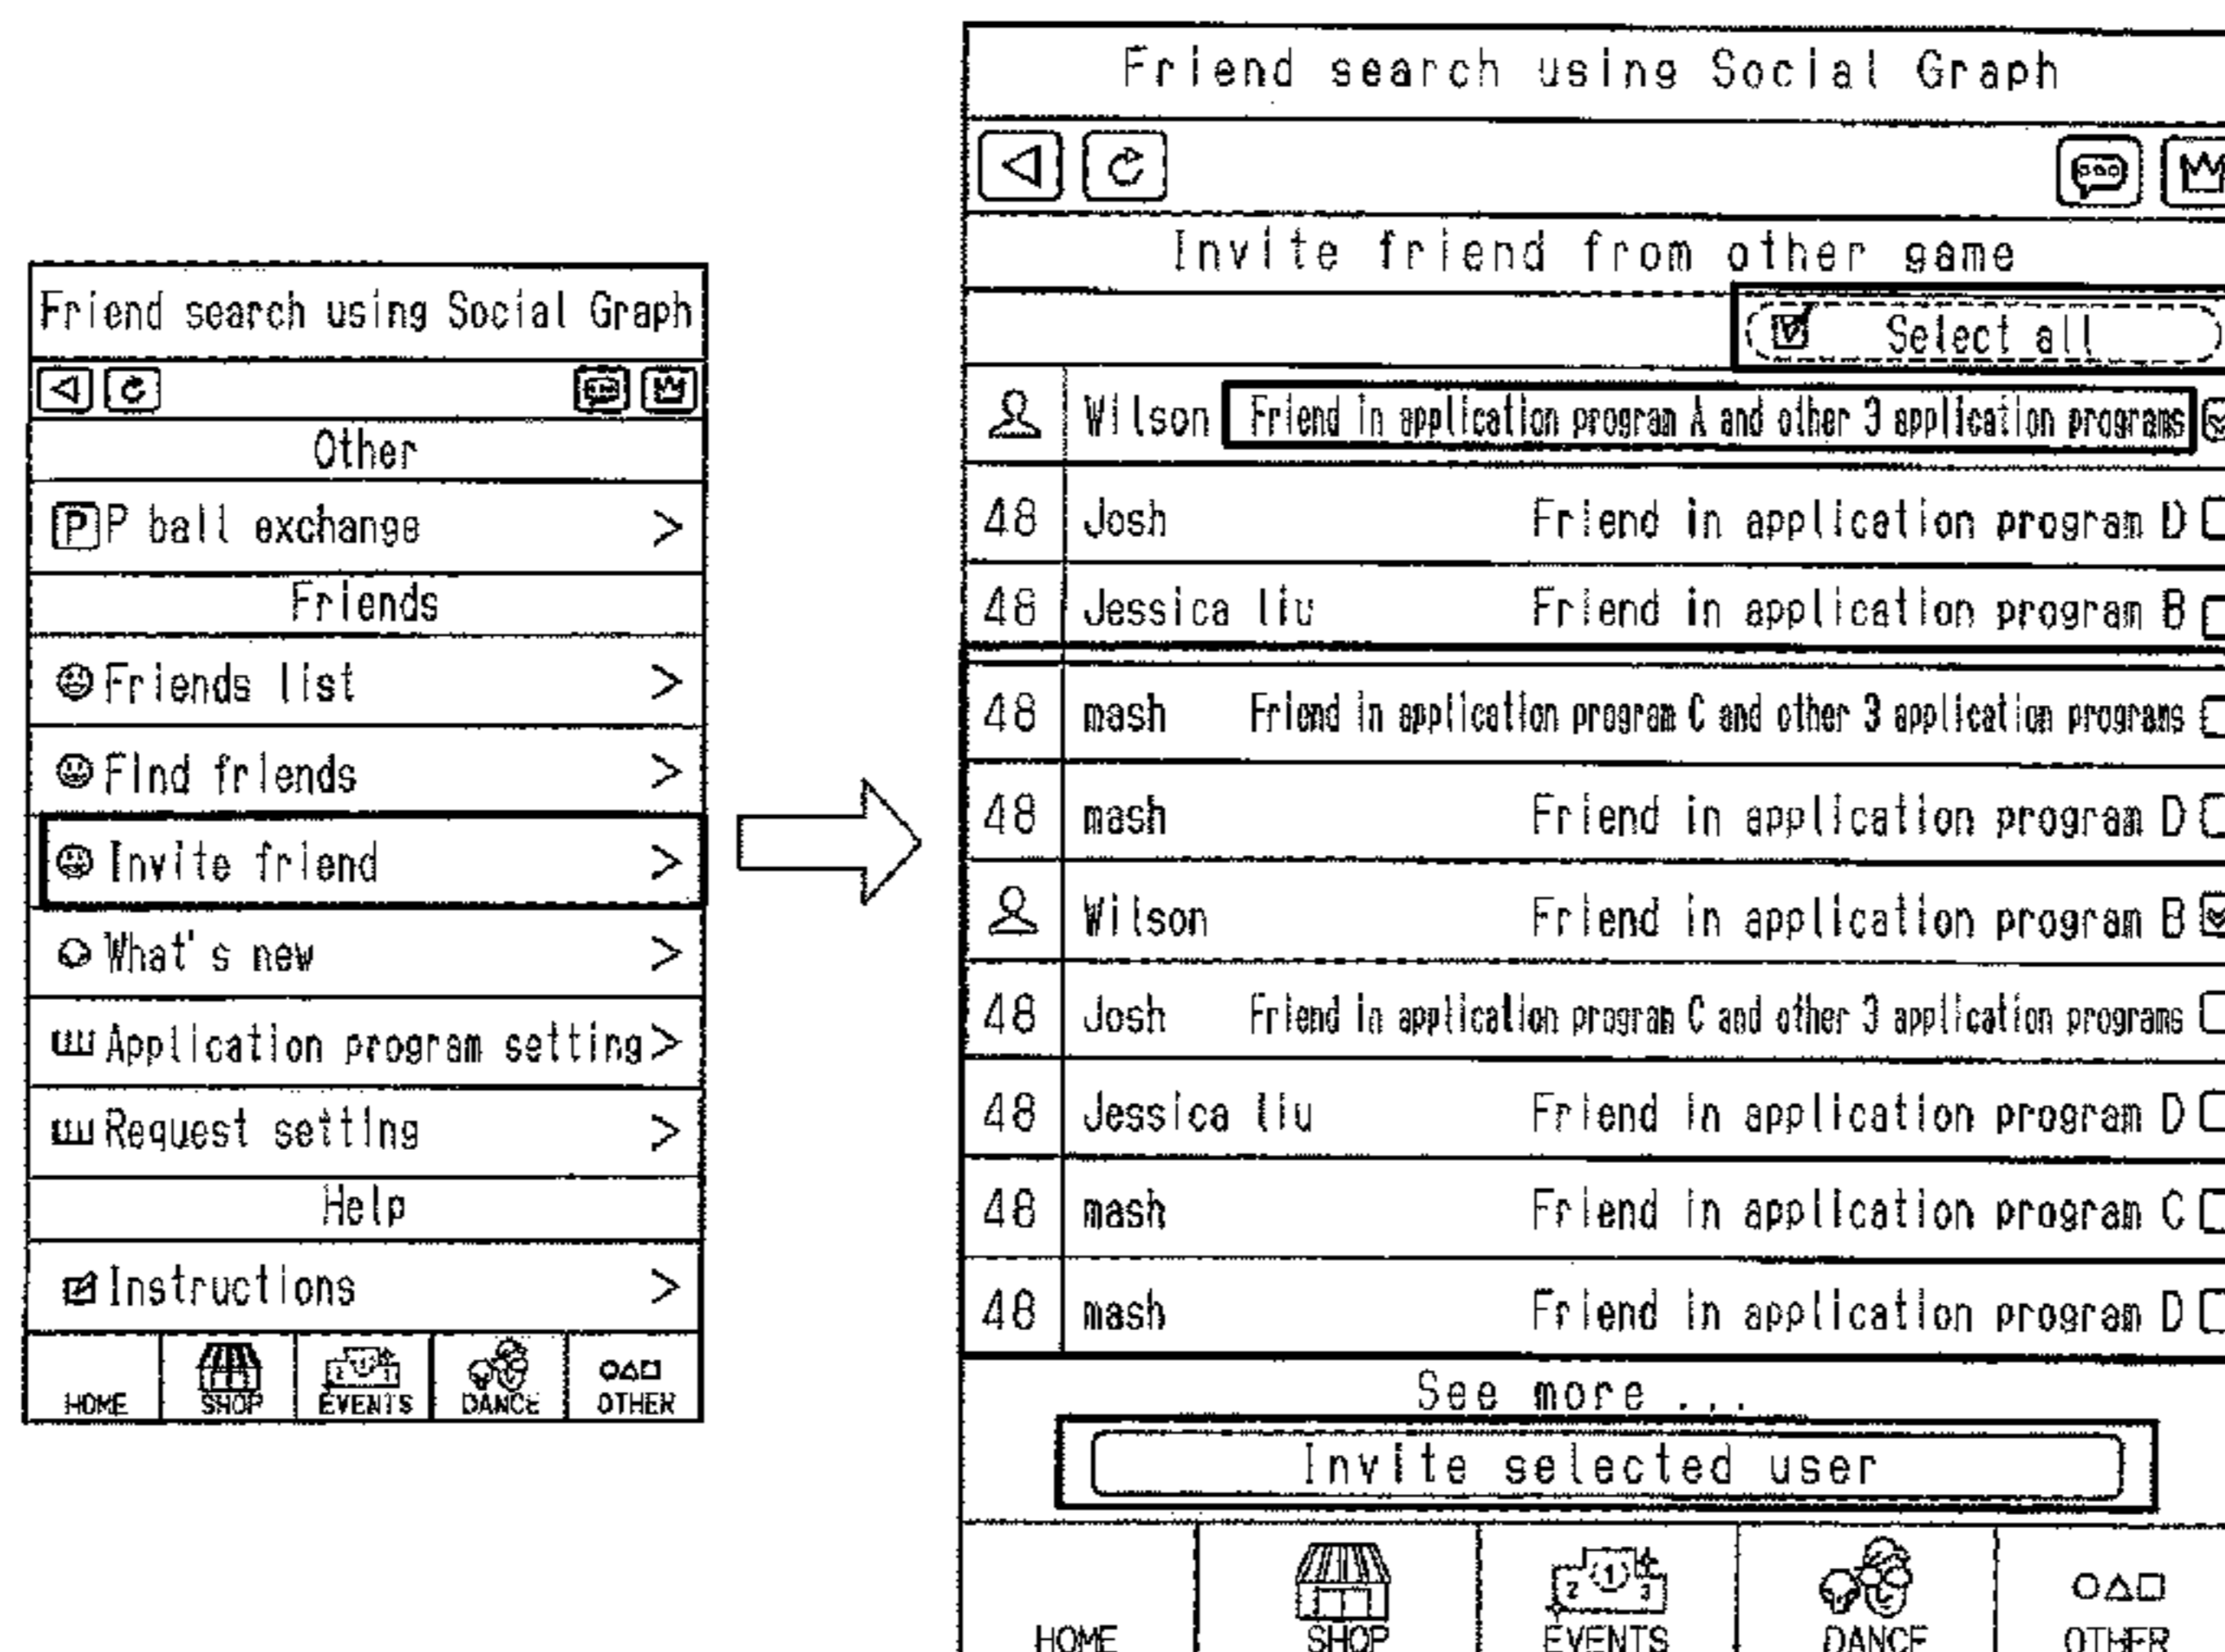 Friend search using Social Graph
Other
P P ball exchange >
Friends
Friends list >
Find friends >
Invite friend >
What's new >
Application program setting >
Request setting >
Help
Instructions >
HOME SHOP EVENTS DANCE OTHER
Friend search using Social Graph
Invite friend from other game
Select all
Wilson Friend in application program A and other 3 application programs
48 Josh Friend in application program D
48 Jessica liu Friend in application program B
48 mash Friend in application program C and other 3 application programs
48 mash Friend in application program D
Wilson Friend in application program B
48 Josh Friend in application program C and other 3 application programs
48 Jessica liu Friend in application program D
48 mash Friend in application program C
48 mash Friend in application program D
See more ...
Invite selected user
2 1 3
HOME SHOP EVENTS DANCE OTHER